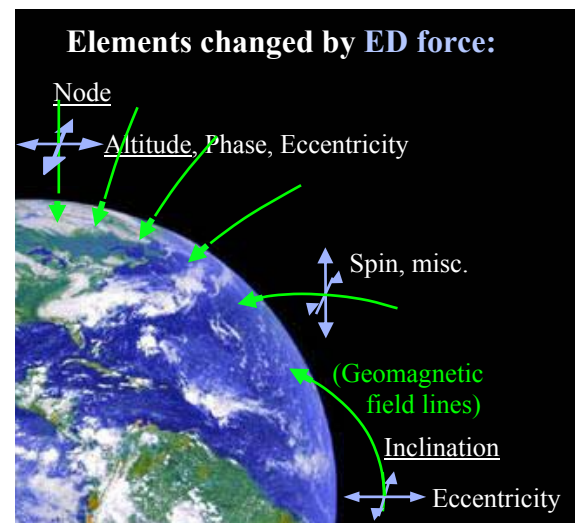 Elements changed by ED force:
Node
Altitude, Phase, Eccentricity
Spin, misc.
(Geomagnetic
field lines)
Inclination
Eccentricity